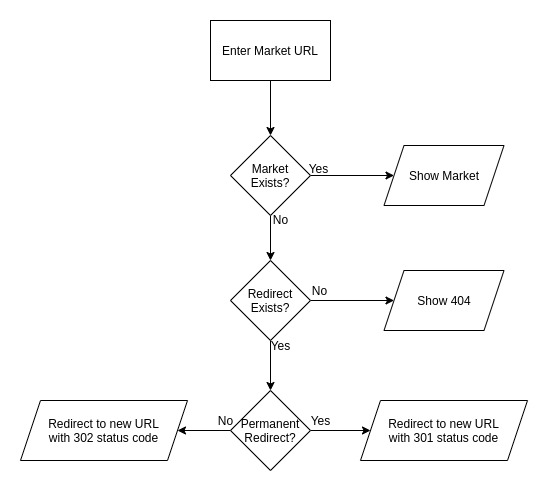 Enter Market URL
Market
Exists?
Yes
Show Market
No
Redirect
Exists?
No
Show 404
Yes
Redirect to new URL
with 302 status code
No
Permanent
Redirect?
Yes
Redirect to new URL
with 301 status code